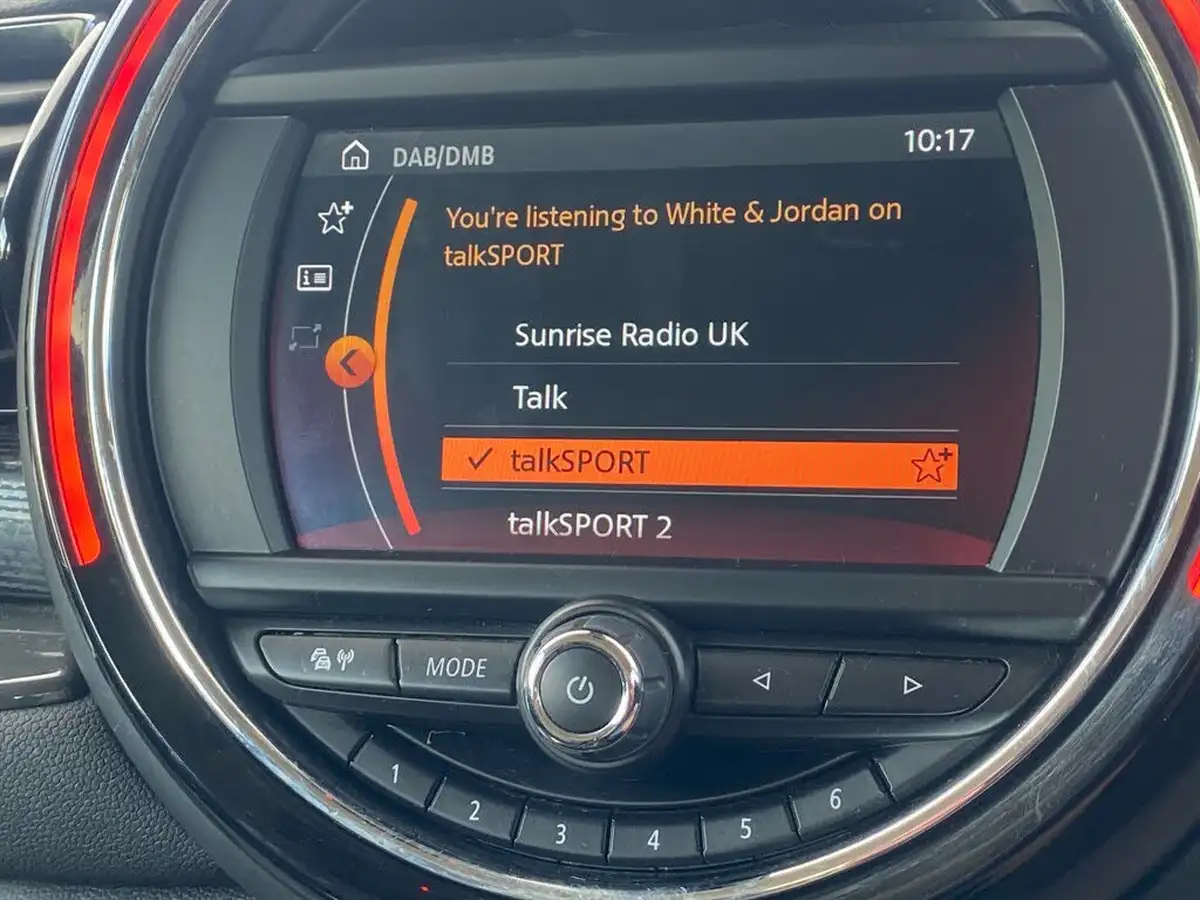 DAB/DMB
10:17
You're listening to White & Jordan on
talkSPORT
Sunrise Radio UK
Talk
talkSPORT
talkSPORT 2
MODE
1
2
3
4
5
6